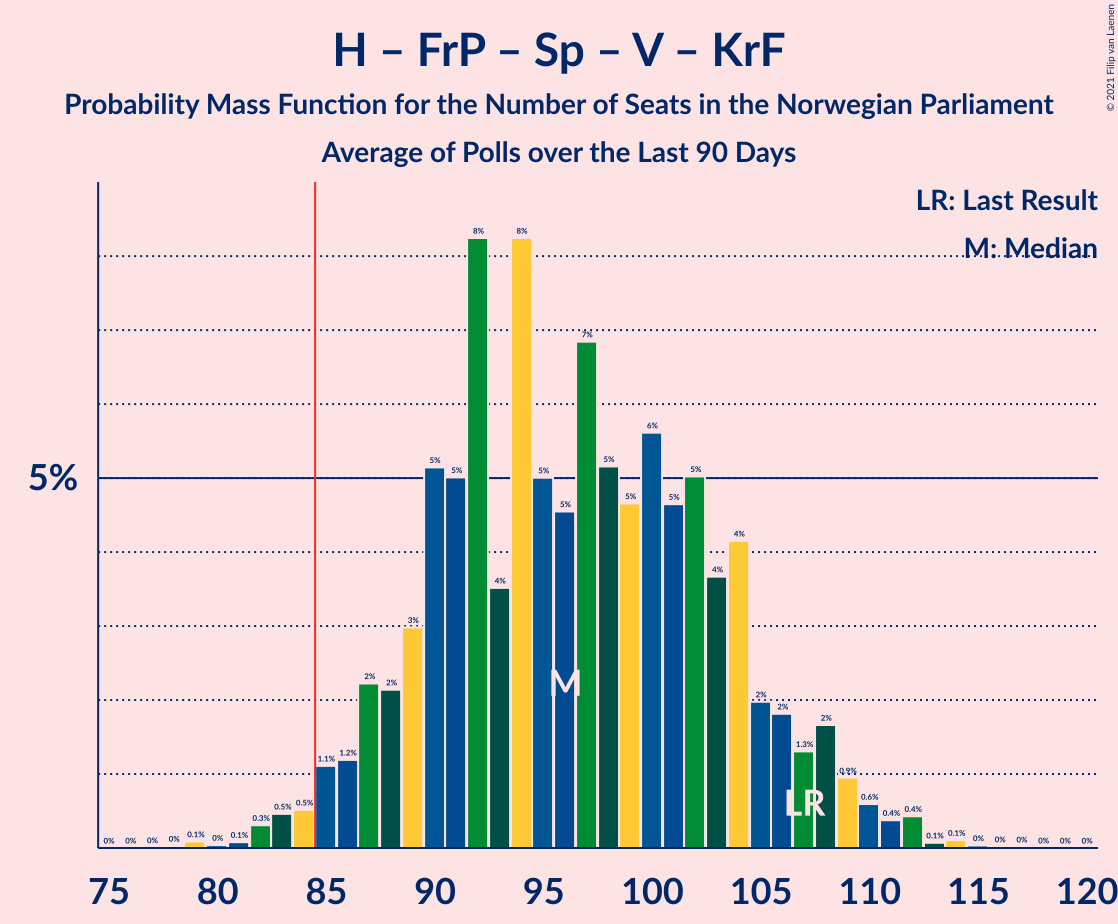 H – FrP – Sp – V – KrF
Probability Mass Function for the Number of Seats in the Norwegian Parliament
Average of Polls over the Last 90 Days
© 2021 Filip van Laenen
LR: Last Result
M: Median
5%
0% 0% 0% 0% 0.1% 0% 0.1% 0.3% 0.5% 0.5% 1.1% 1.2% 2% 2% 3% 5% 5% 8% 4% 8% 5% 5% 7% 5% 5% 6% 5% 5% 4% 4% 2% 2% 1.3% 2% 0.9% 0.6% 0.4% 0.4% 0.1% 0.1% 0% 0% 0% 0% 0% 0%
M
LR
75 80 85 90 95 100 105 110 115 120